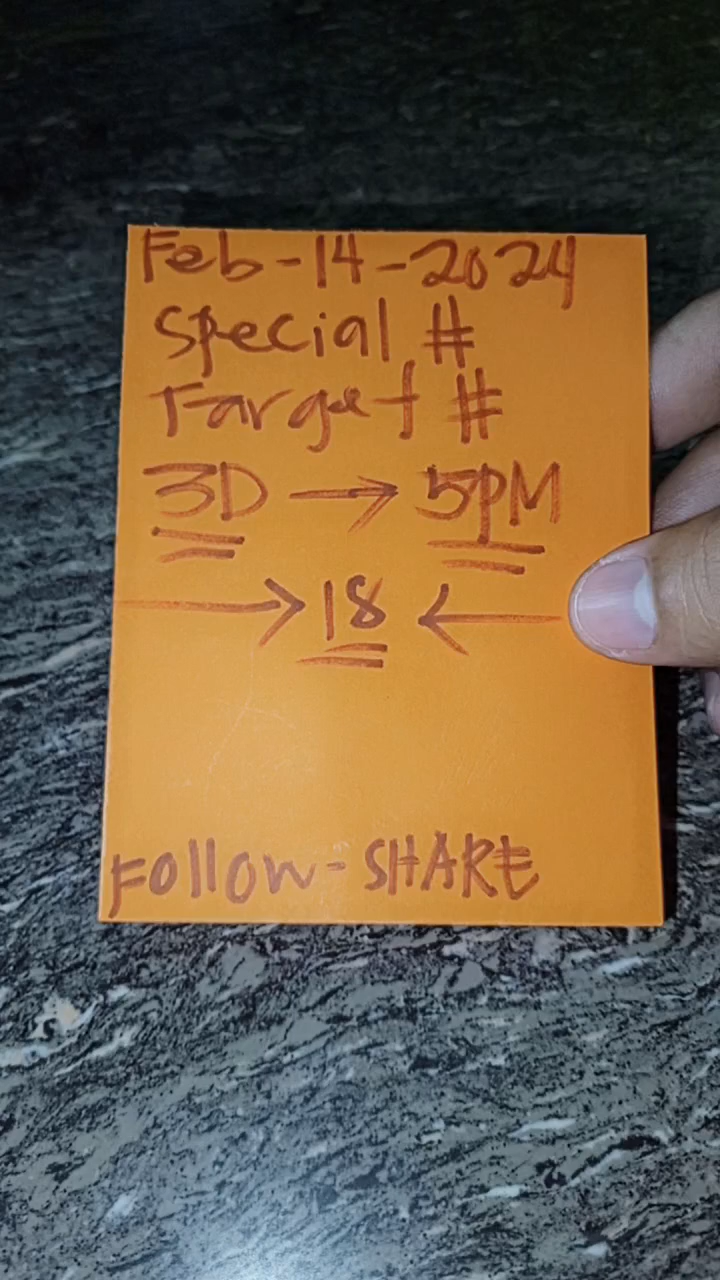 Feb-14-2024
Special #
Target #
3D → 5pM
→ 18 ←
Follow - SHARE